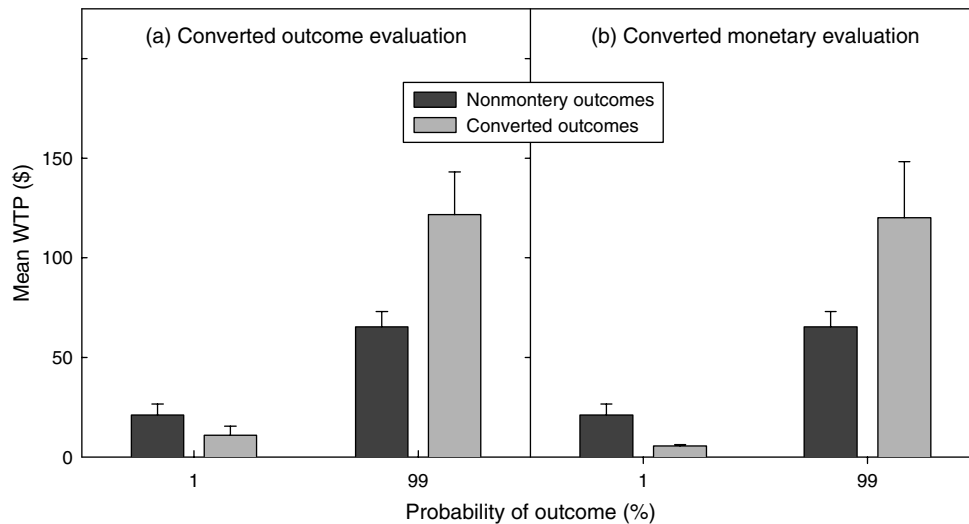 (a) Converted outcome evaluation
(b) Converted monetary evaluation
Nonmontery outcomes
Converted outcomes
Mean WTP ($)
150
100
50
0
1
99
1
99
Probability of outcome (%)